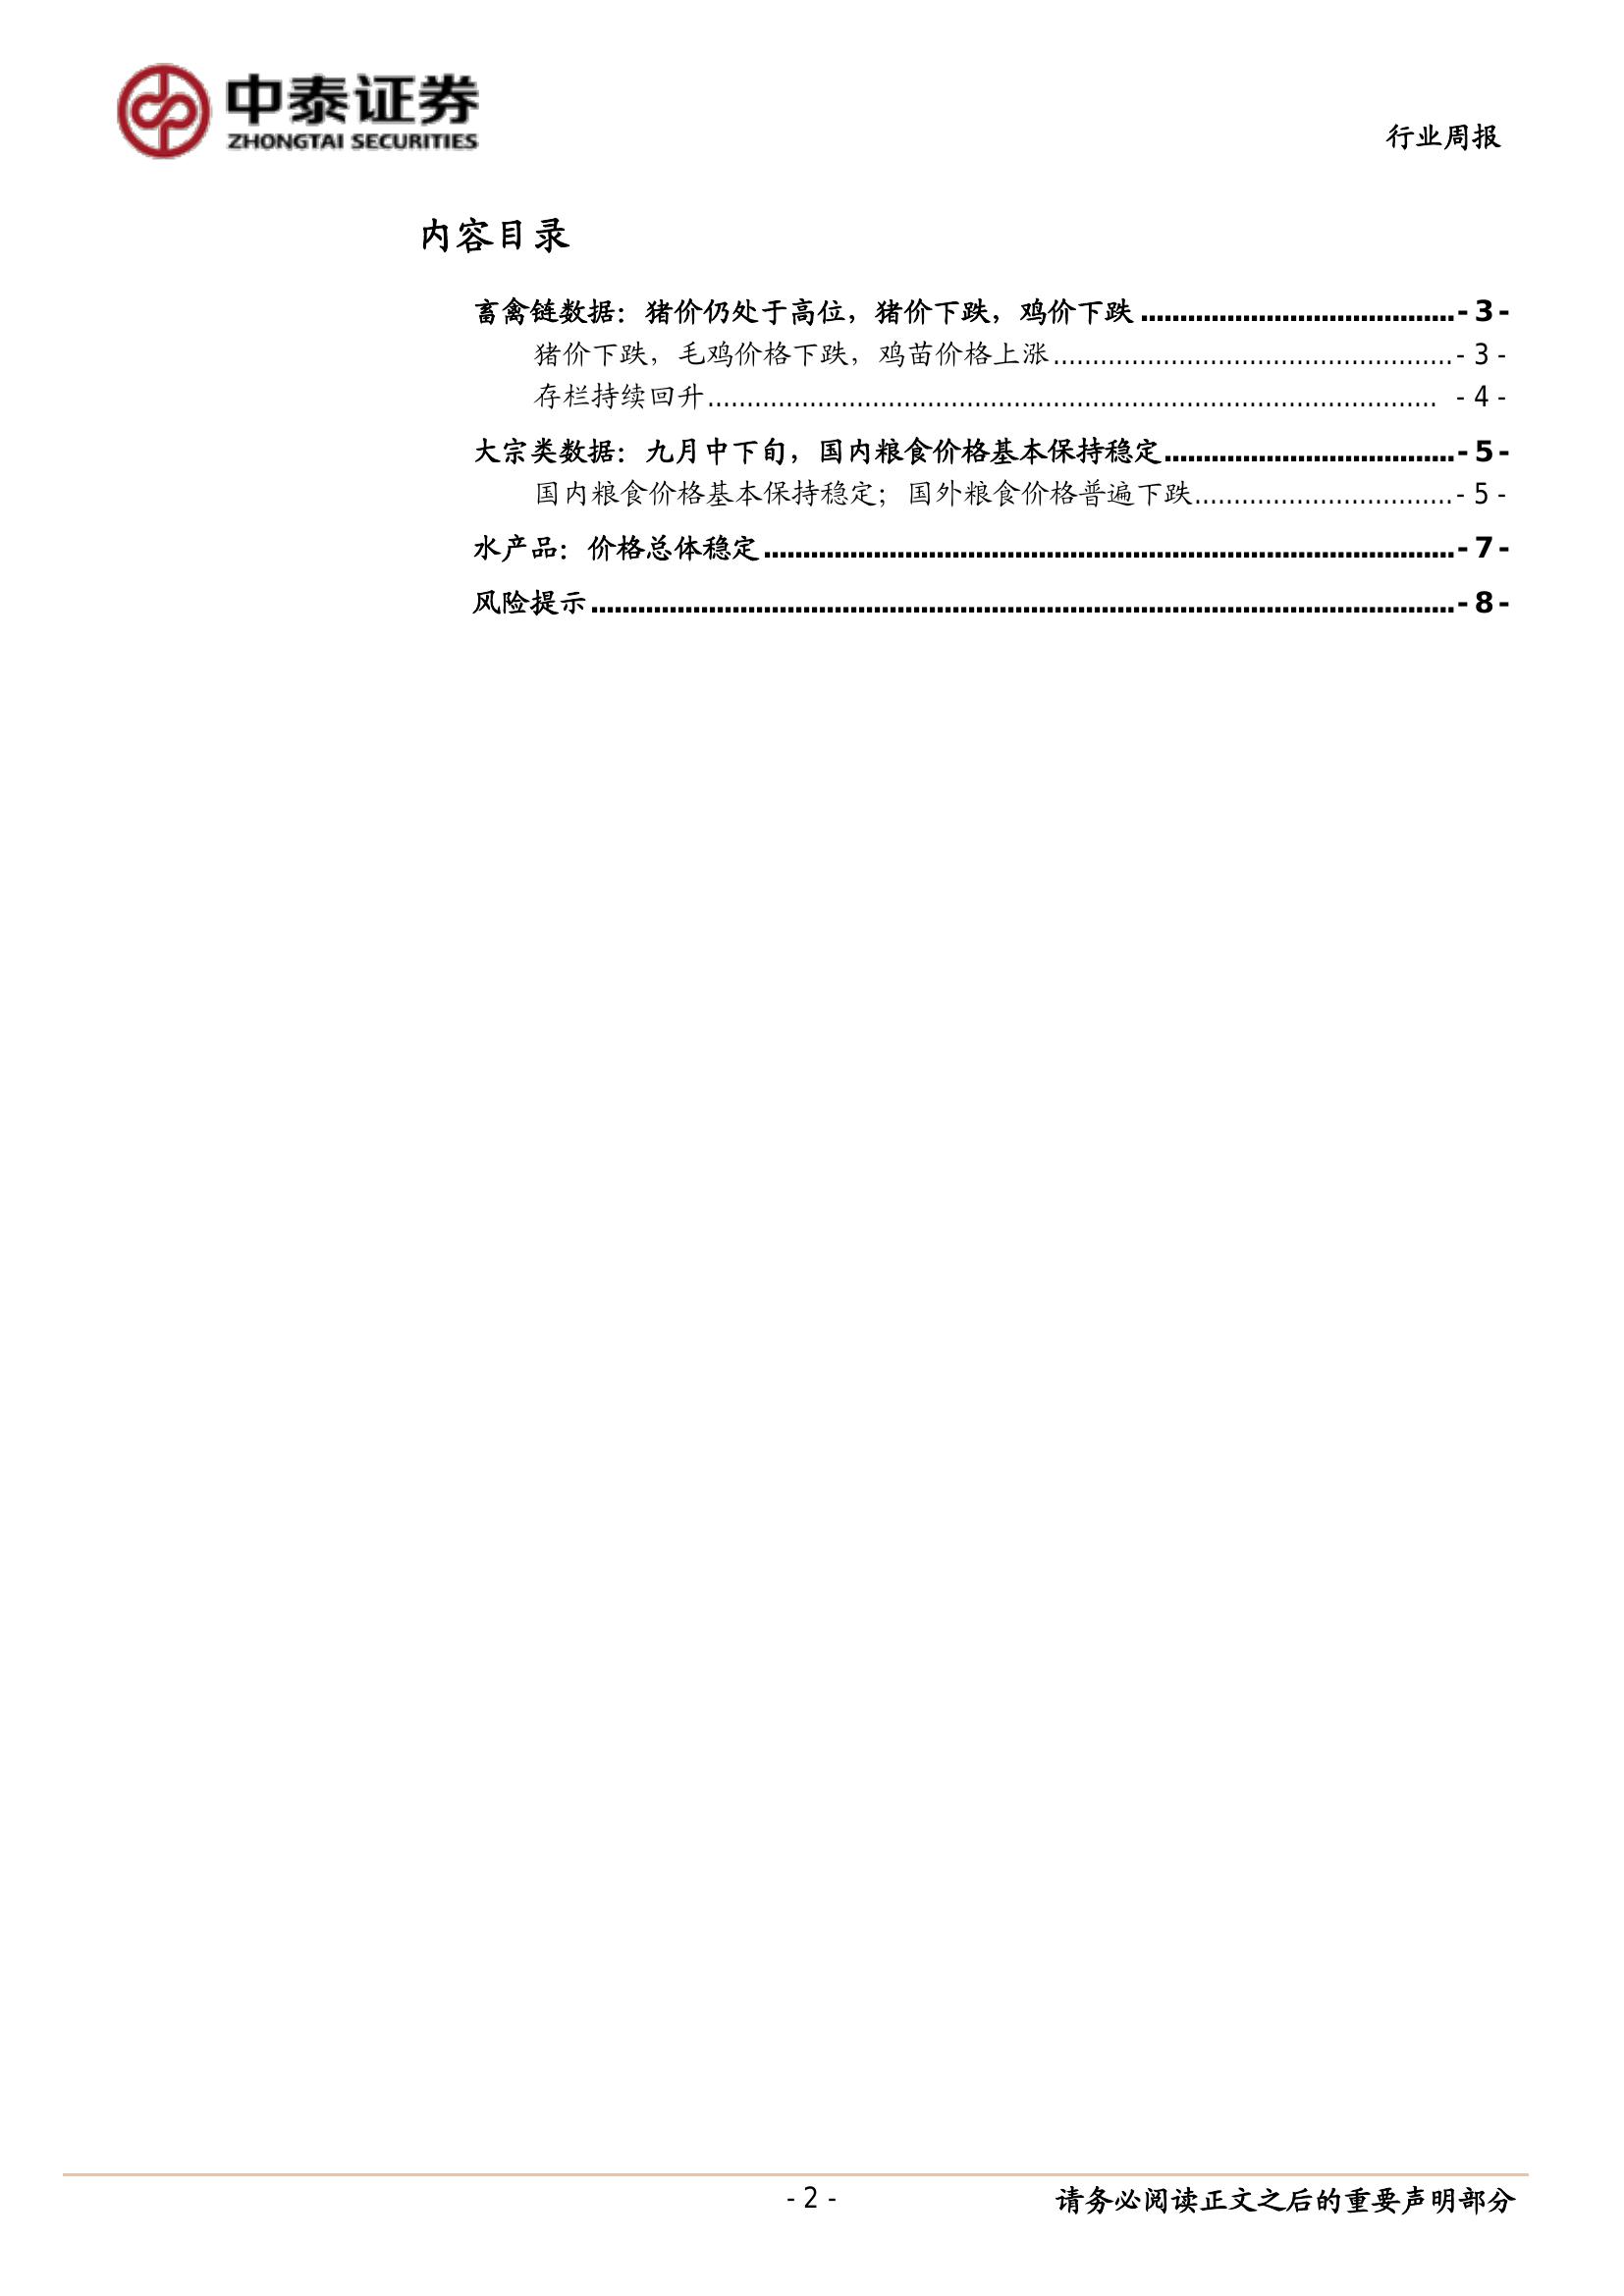 中泰证券
ZHONGTAI SECURITIES
行业周报
内容目录
畜禽链数据：猪价仍处于高位，猪价下跌，鸡价下跌........................................- 3 -
猪价下跌，毛鸡价格下跌，鸡苗价格上涨...................................................- 3 -
存栏持续回升............................................................................................. - 4 -
大宗类数据：九月中下旬，国内粮食价格基本保持稳定.....................................- 5 -
国内粮食价格基本保持稳定；国外粮食价格普遍下跌.................................- 5 -
水产品：价格总体稳定........................................................................................- 7 -
风险提示..............................................................................................................- 8 -
- 2 -
请务必阅读正文之后的重要声明部分